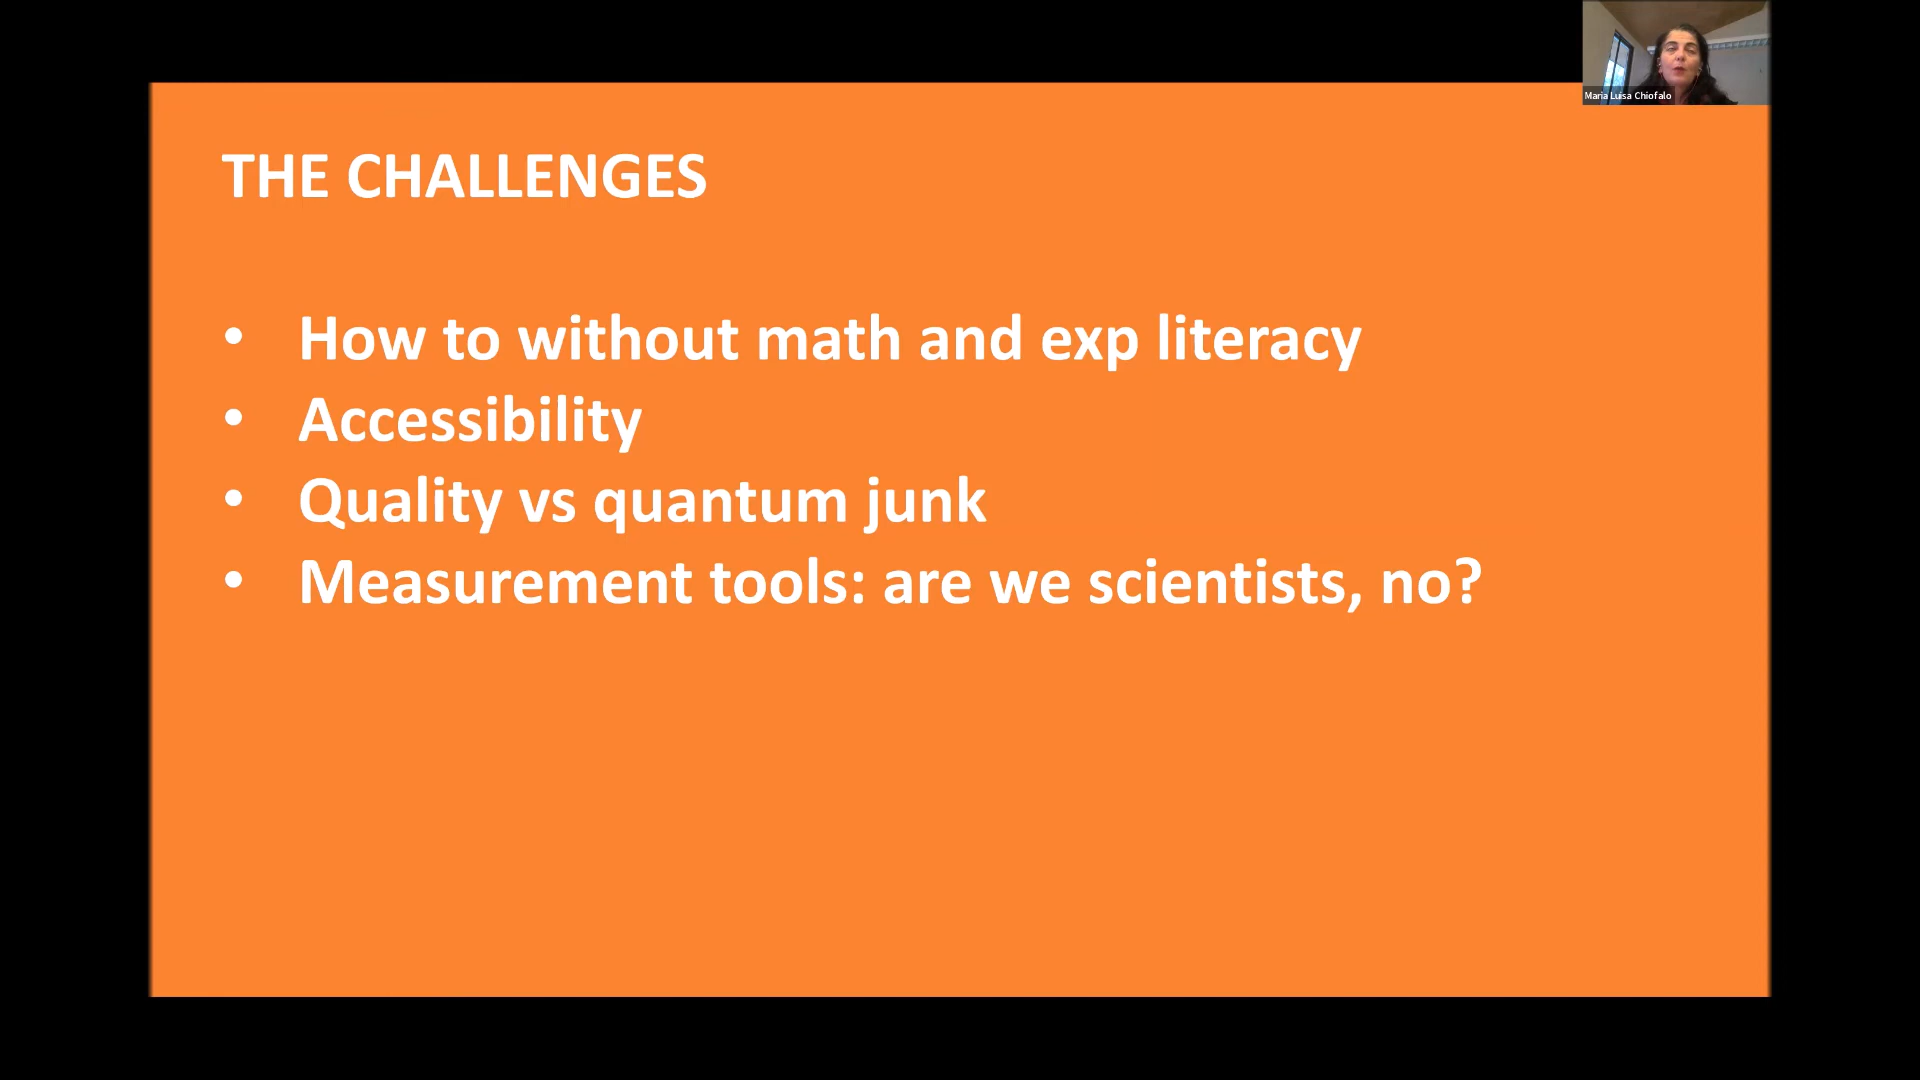 Maria Luisa Chiofalo
THE CHALLENGES
• How to without math and exp literacy
• Accessibility
• Quality vs quantum junk
• Measurement tools: are we scientists, no?